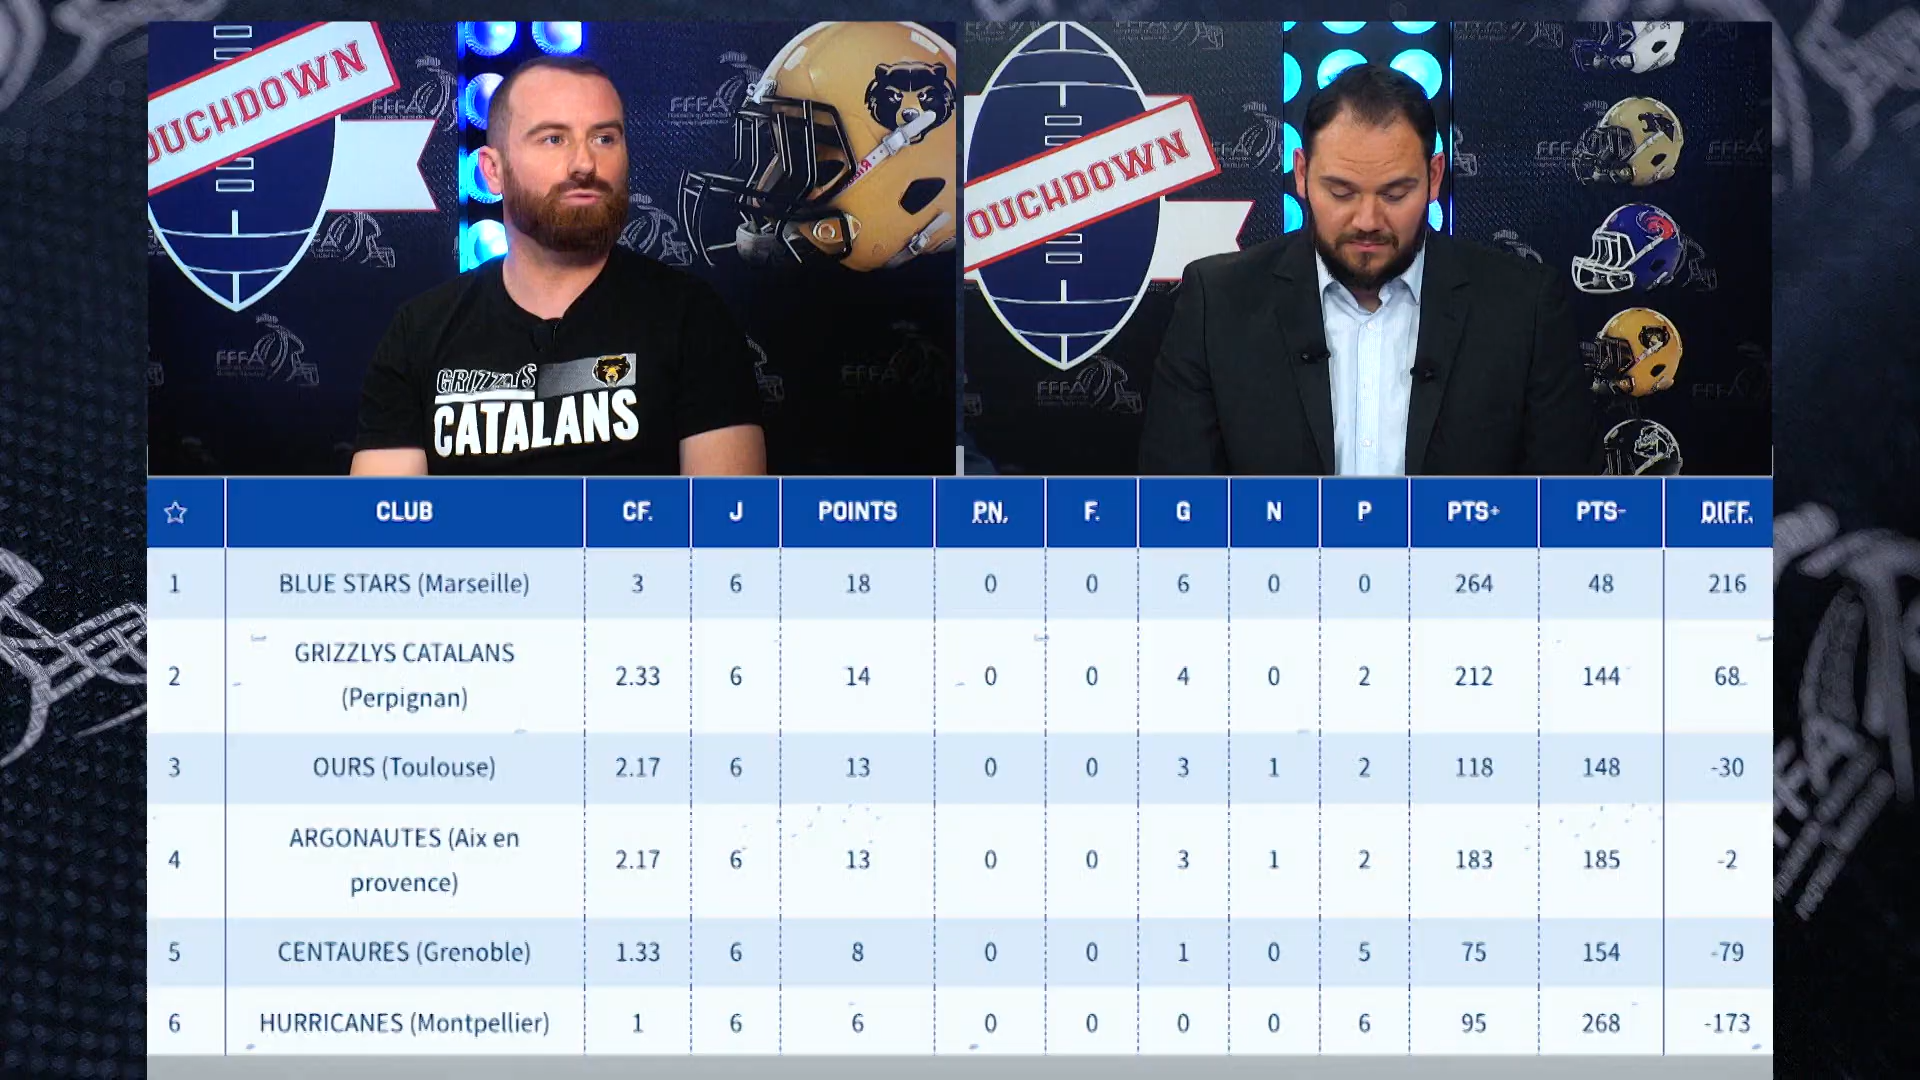 OUCHDOWN
FFFA
FFFA
FFFA
GRIZZLYS
CATALANS
OUCHDOWN
FFFA
FFFA
FFFA
☆ CLUB CF. J POINTS PN. F. G N P PTS+ PTS- DIFF.
1 BLUE STARS (Marseille) 3 6 18 0 0 6 0 0 264 48 216
2 GRIZZLYS CATALANS
(Perpignan) 2.33 6 14 0 0 4 0 2 212 144 68
3 OURS (Toulouse) 2.17 6 13 0 0 3 1 2 118 148 -30
4 ARGONAUTES (Aix en
provence) 2.17 6 13 0 0 3 1 2 183 185 -2
5 CENTAURES (Grenoble) 1.33 6 8 0 0 1 0 5 75 154 -79
6 HURRICANES (Montpellier) 1 6 6 0 0 0 0 6 95 268 -173